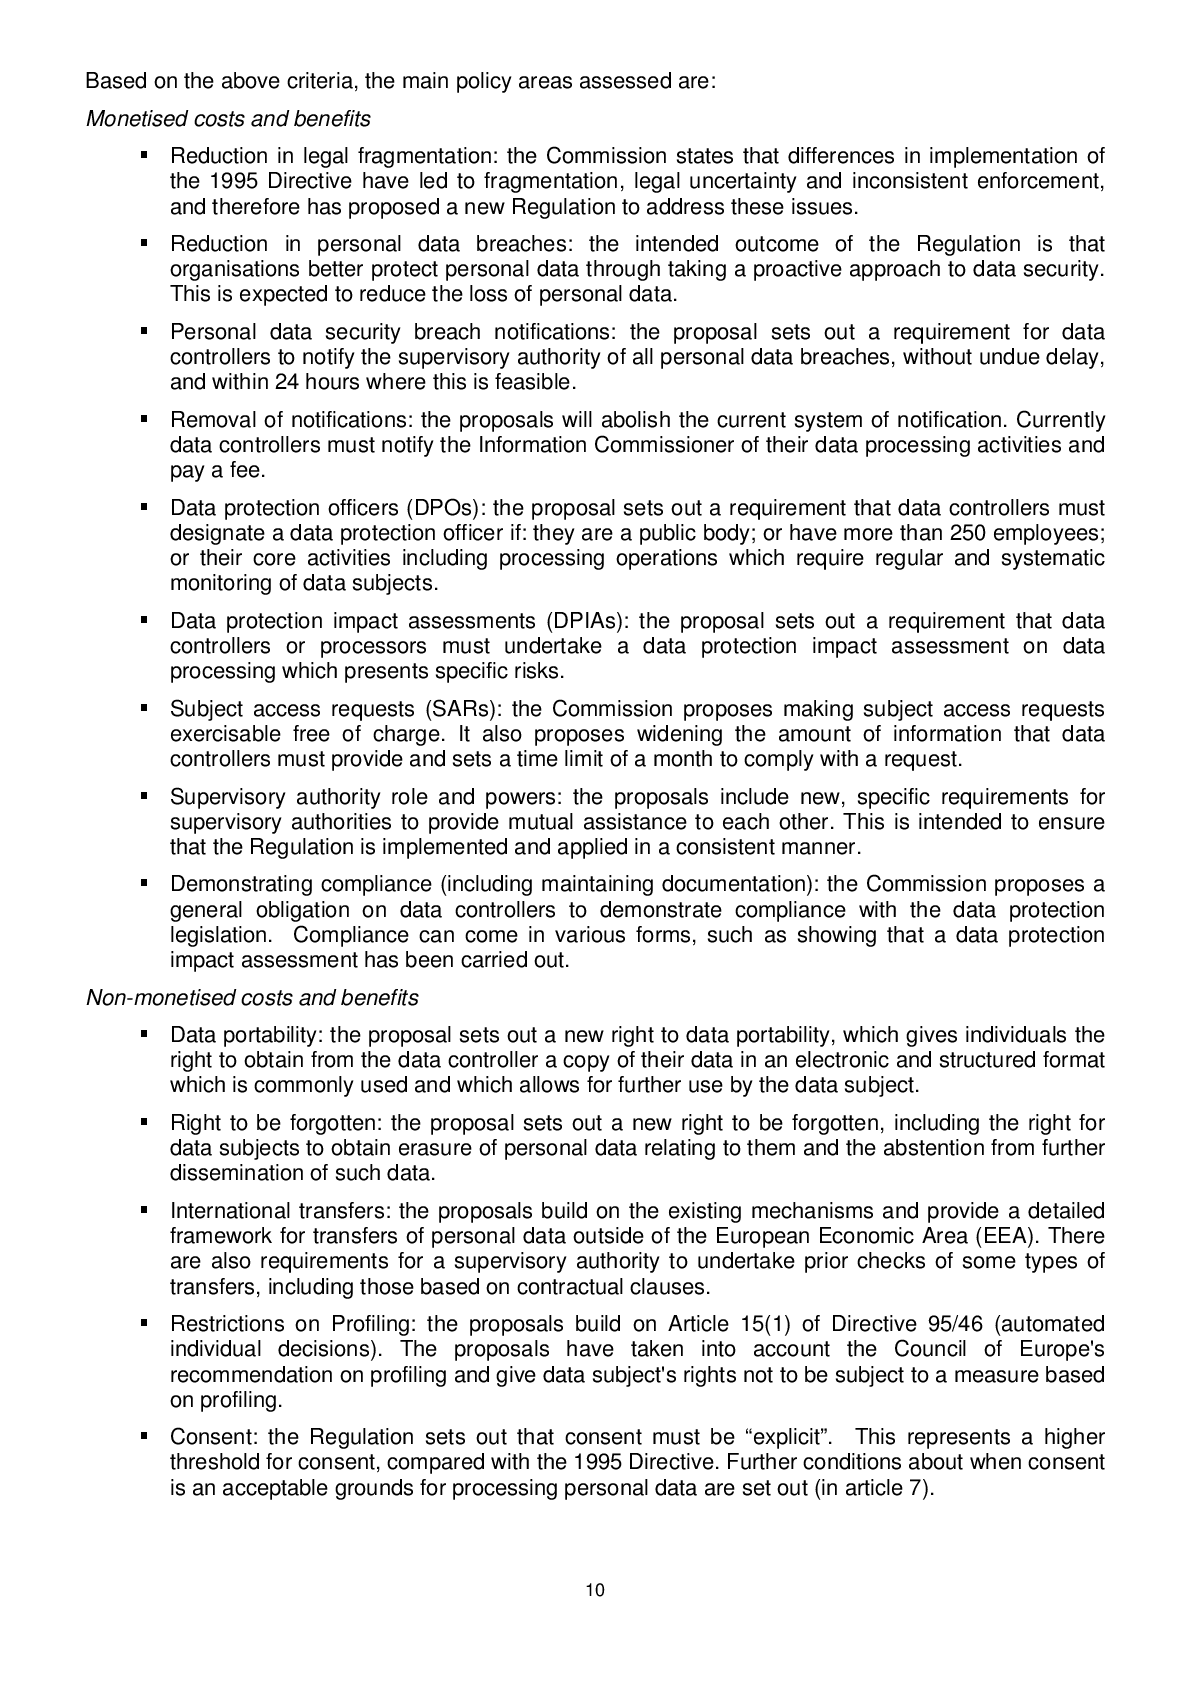 Based on the above criteria, the main policy areas assessed are:
Monetised costs and benefits
▪ Reduction in legal fragmentation: the Commission states that differences in implementation of
the 1995 Directive have led to fragmentation, legal uncertainty and inconsistent enforcement,
and therefore has proposed a new Regulation to address these issues.
▪ Reduction in personal data breaches: the intended outcome of the Regulation is that
organisations better protect personal data through taking a proactive approach to data security.
This is expected to reduce the loss of personal data.
▪ Personal data security breach notifications: the proposal sets out a requirement for data
controllers to notify the supervisory authority of all personal data breaches, without undue delay,
and within 24 hours where this is feasible.
▪ Removal of notifications: the proposals will abolish the current system of notification. Currently
data controllers must notify the Information Commissioner of their data processing activities and
pay a fee.
▪ Data protection officers (DPOs): the proposal sets out a requirement that data controllers must
designate a data protection officer if: they are a public body; or have more than 250 employees;
or their core activities including processing operations which require regular and systematic
monitoring of data subjects.
▪ Data protection impact assessments (DPIAs): the proposal sets out a requirement that data
controllers or processors must undertake a data protection impact assessment on data
processing which presents specific risks.
▪ Subject access requests (SARs): the Commission proposes making subject access requests
exercisable free of charge. It also proposes widening the amount of information that data
controllers must provide and sets a time limit of a month to comply with a request.
▪ Supervisory authority role and powers: the proposals include new, specific requirements for
supervisory authorities to provide mutual assistance to each other. This is intended to ensure
that the Regulation is implemented and applied in a consistent manner.
▪ Demonstrating compliance (including maintaining documentation): the Commission proposes a
general obligation on data controllers to demonstrate compliance with the data protection
legislation.  Compliance can come in various forms, such as showing that a data protection
impact assessment has been carried out.
Non-monetised costs and benefits
▪ Data portability: the proposal sets out a new right to data portability, which gives individuals the
right to obtain from the data controller a copy of their data in an electronic and structured format
which is commonly used and which allows for further use by the data subject.
▪ Right to be forgotten: the proposal sets out a new right to be forgotten, including the right for
data subjects to obtain erasure of personal data relating to them and the abstention from further
dissemination of such data.
▪ International transfers: the proposals build on the existing mechanisms and provide a detailed
framework for transfers of personal data outside of the European Economic Area (EEA). There
are also requirements for a supervisory authority to undertake prior checks of some types of
transfers, including those based on contractual clauses.
▪ Restrictions on Profiling: the proposals build on Article 15(1) of Directive 95/46 (automated
individual decisions). The proposals have taken into account the Council of Europe's
recommendation on profiling and give data subject's rights not to be subject to a measure based
on profiling.
▪ Consent: the Regulation sets out that consent must be “explicit”.  This represents a higher
threshold for consent, compared with the 1995 Directive. Further conditions about when consent
is an acceptable grounds for processing personal data are set out (in article 7).
10